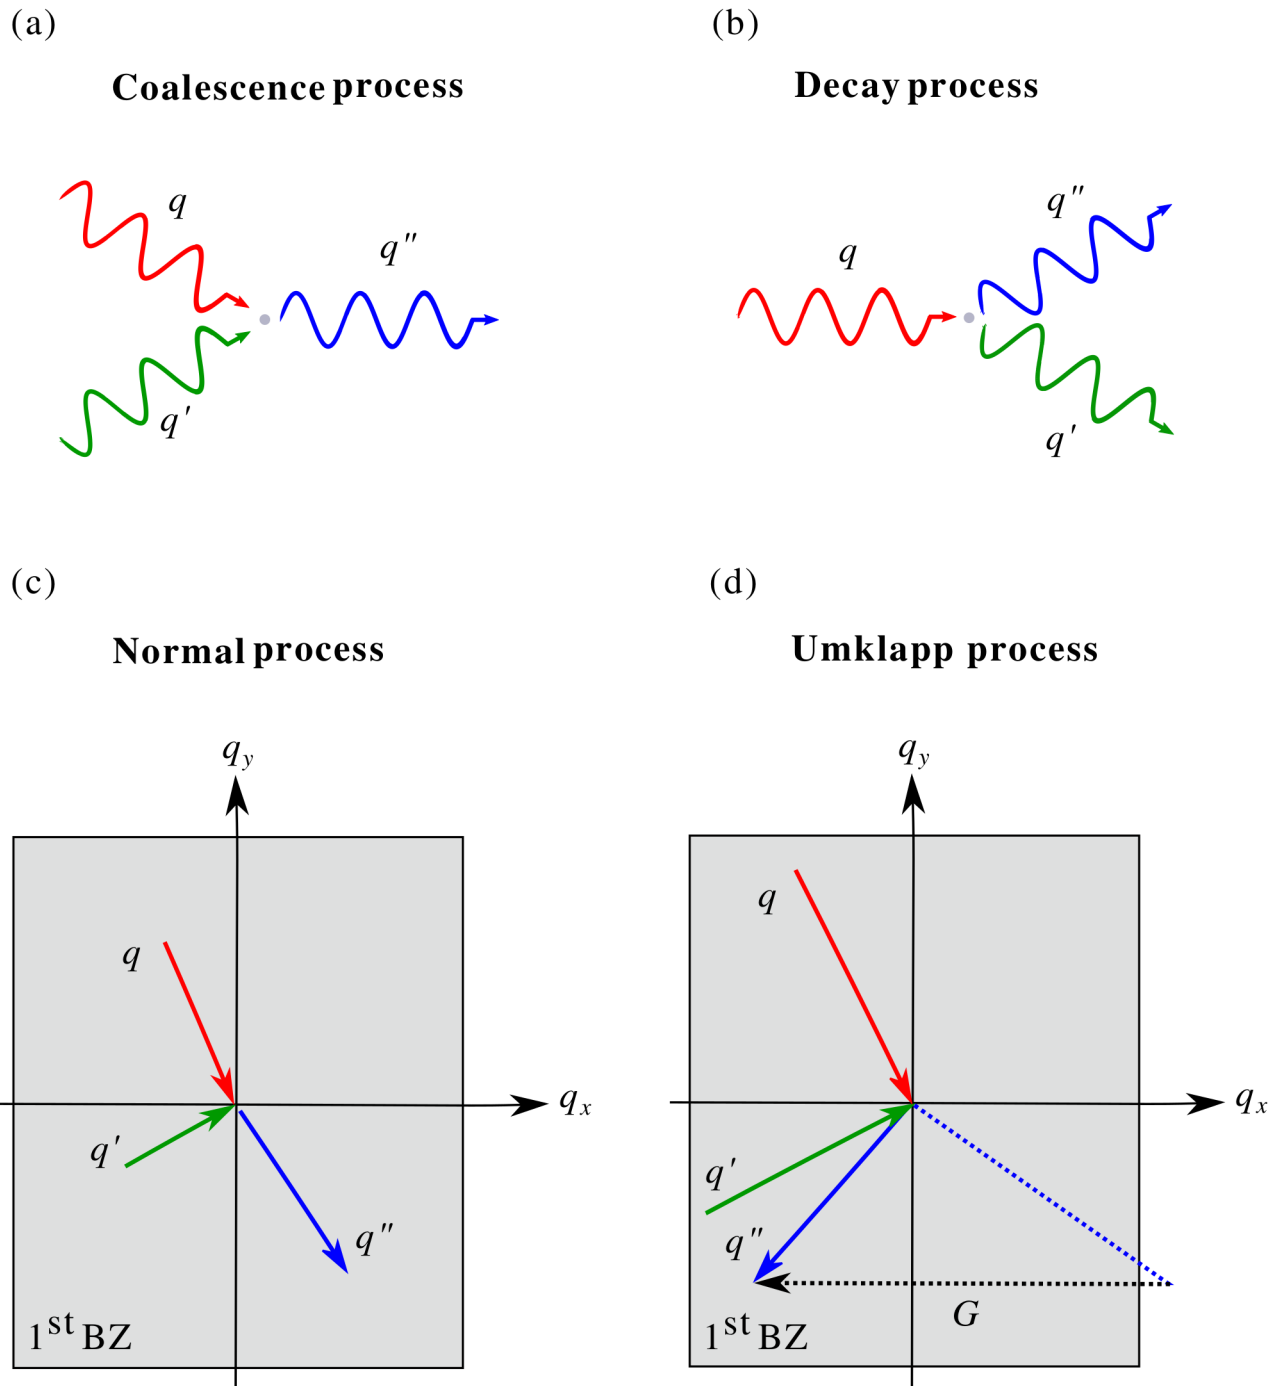 (a)
Coalescence process
q
q′
q″
(b)
Decay process
q
q″
q′
(c)
Normal process
q_y
q
q_x
q′
q″
1st BZ
(d)
Umklapp process
q_y
q
q_x
q′
q″
G
1st BZ